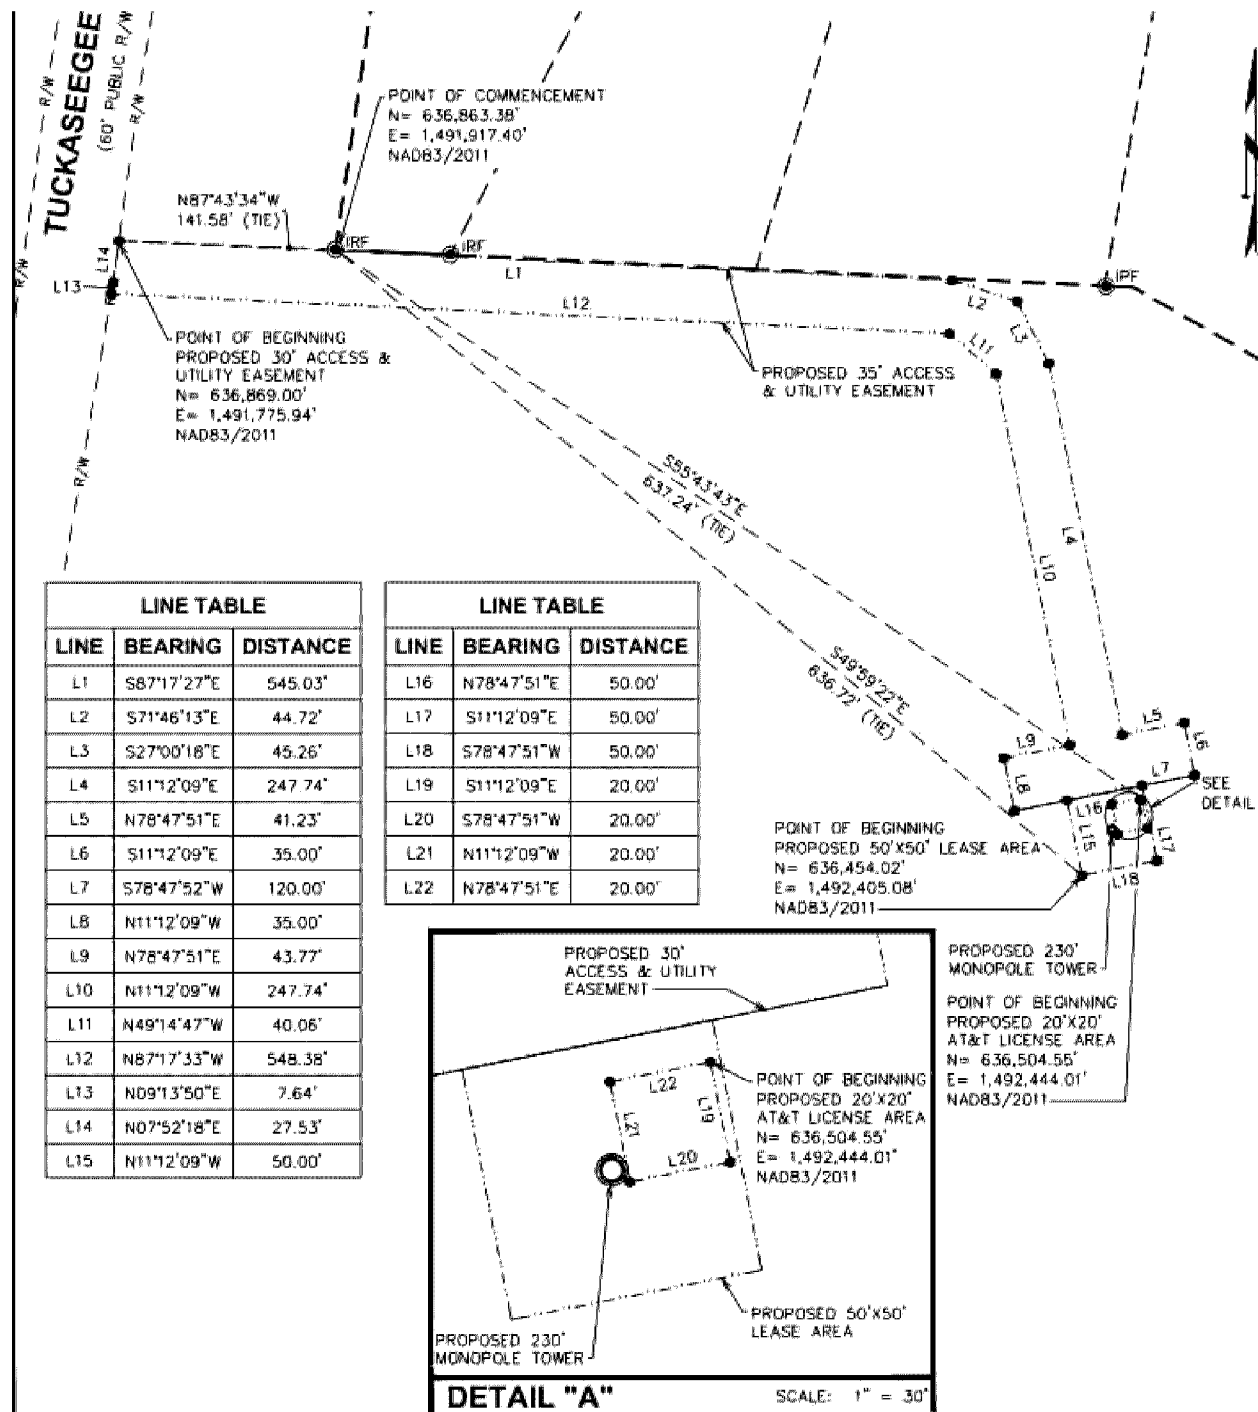 TUCKASEEGEE
(60' PUBLIC R/W
R/W
R/W
R/W
R/W
R/W
POINT OF COMMENCEMENT
N= 636,863.38'
E= 1,491,917.40'
NAD83/2011
N87°43'34"W
141.58' (TIE)
IRF
IRF
IPF
L14
L13
L1
L12
L2
L3
L11
POINT OF BEGINNING
PROPOSED 30' ACCESS &
UTILITY EASEMENT
N= 636,869.00'
E= 1,491,775.94'
NAD83/2011
PROPOSED 35' ACCESS
& UTILITY EASEMENT
S55°43'43"E
637.24' (TIE)
S49°59'22"E
636.72' (TIE)
L4
L10
L5
L6
L9
L8
L7
L16
L15
L17
L18
SEE
DETAIL
POINT OF BEGINNING
PROPOSED 50'X50' LEASE AREA
N= 636,454.02'
E= 1,492,405.08'
NAD83/2011
PROPOSED 230'
MONOPOLE TOWER
POINT OF BEGINNING
PROPOSED 20'X20'
AT&T LICENSE AREA
N= 636,504.55'
E= 1,492,444.01'
NAD83/2011
LINE TABLE
LINE BEARING DISTANCE
L1 S87°17'27"E 545.03'
L2 S71°46'13"E 44.72'
L3 S27°00'18"E 45.26'
L4 S11°12'09"E 247.74'
L5 N78°47'51"E 41.23'
L6 S11°12'09"E 35.00'
L7 S78°47'52"W 120.00'
L8 N11°12'09"W 35.00'
L9 N78°47'51"E 43.77'
L10 N11°12'09"W 247.74'
L11 N49°14'47"W 40.06'
L12 N87°17'33"W 548.38'
L13 N09°13'50"E 7.64'
L14 N07°52'18"E 27.53'
L15 N11°12'09"W 50.00'
LINE TABLE
LINE BEARING DISTANCE
L16 N78°47'51"E 50.00'
L17 S11°12'09"E 50.00'
L18 S78°47'51"W 50.00'
L19 S11°12'09"E 20.00'
L20 S78°47'51"W 20.00'
L21 N11°12'09"W 20.00'
L22 N78°47'51"E 20.00'
PROPOSED 30'
ACCESS & UTILITY
EASEMENT
L22
L19
L21
L20
POINT OF BEGINNING
PROPOSED 20'X20'
AT&T LICENSE AREA
N= 636,504.55'
E= 1,492,444.01'
NAD83/2011
PROPOSED 50'X50'
LEASE AREA
PROPOSED 230'
MONOPOLE TOWER
DETAIL "A"
SCALE: 1" = 30'